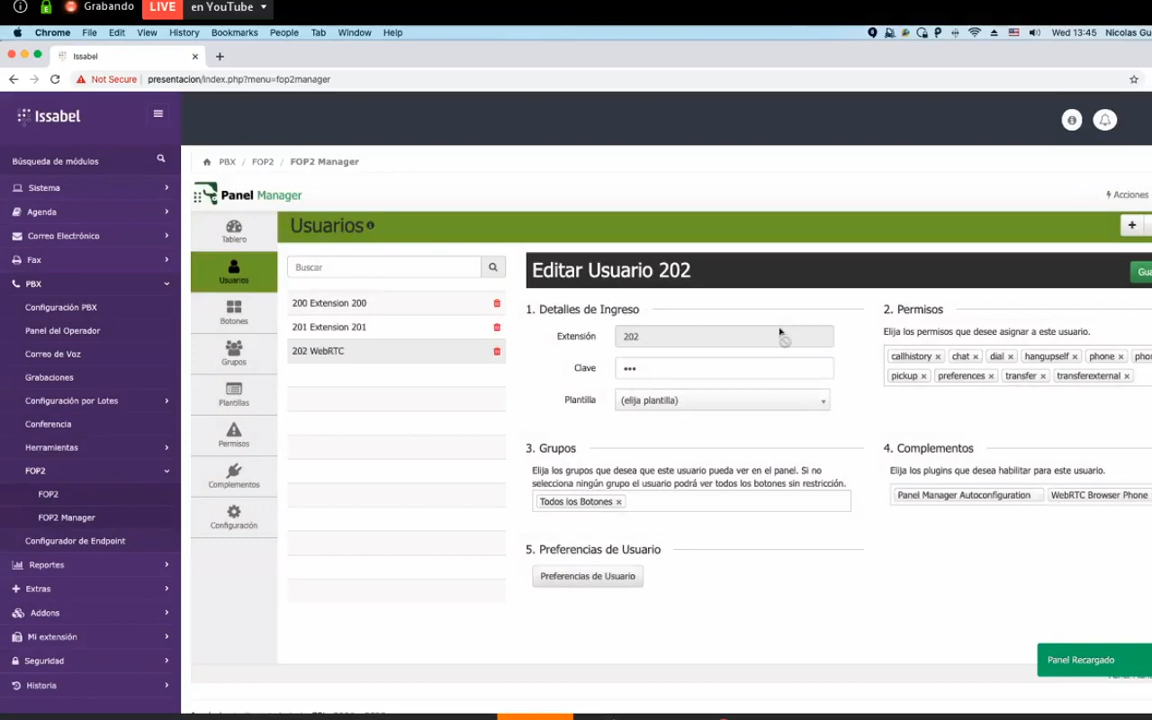 Grabando LIVE en YouTube
Chrome File Edit View History Bookmarks People Tab Window Help Wed 13:45 Nicolas Gu
Issabel
Not Secure presentacion/index.php?menu=fop2manager
Issabel
Búsqueda de módulos
PBX / FOP2 / FOP2 Manager
Sistema
Panel Manager
Acciones
Agenda
Correo Electrónico
Fax
PBX
Configuración PBX
Panel del Operador
Correo de Voz
Grabaciones
Configuración por Lotes
Conferencia
Herramientas
FOP2
FOP2
FOP2 Manager
Configurador de Endpoint
Reportes
Extras
Addons
Mi extensión
Seguridad
Historia
Tablero
Usuarios
Botones
Grupos
Plantillas
Permisos
Complementos
Configuración
Usuarios
Buscar
200 Extension 200
201 Extension 201
202 WebRTC
Editar Usuario 202
Gua
1. Detalles de Ingreso
Extensión 202
Clave •••
Plantilla (elija plantilla)
2. Permisos
Elija los permisos que desee asignar a este usuario.
callhistory × chat × dial × hangupself × phone × pho
pickup × preferences × transfer × transferexternal ×
3. Grupos
Elija los grupos que desea que este usuario pueda ver en el panel. Si no
selecciona ningún grupo el usuario podrá ver todos los botones sin restricción.
Todos los Botones ×
4. Complementos
Elija los plugins que desea habilitar para este usuario.
Panel Manager Autoconfiguration WebRTC Browser Phone
5. Preferencias de Usuario
Preferencias de Usuario
Panel Recargado